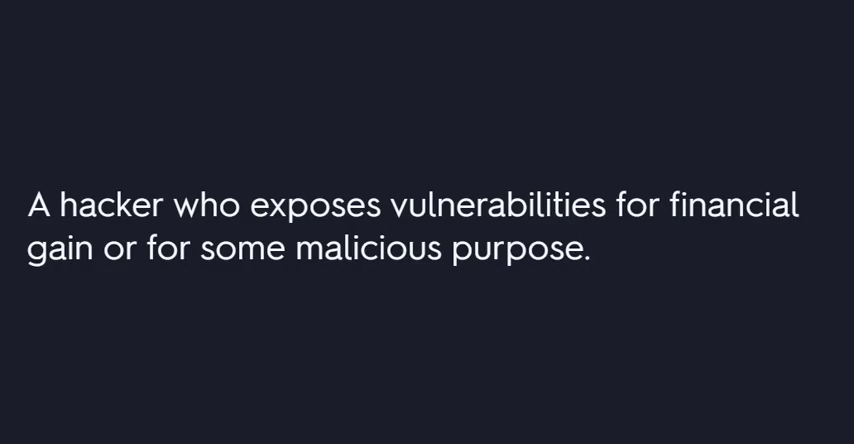 A hacker who exposes vulnerabilities for financial
gain or for some malicious purpose.